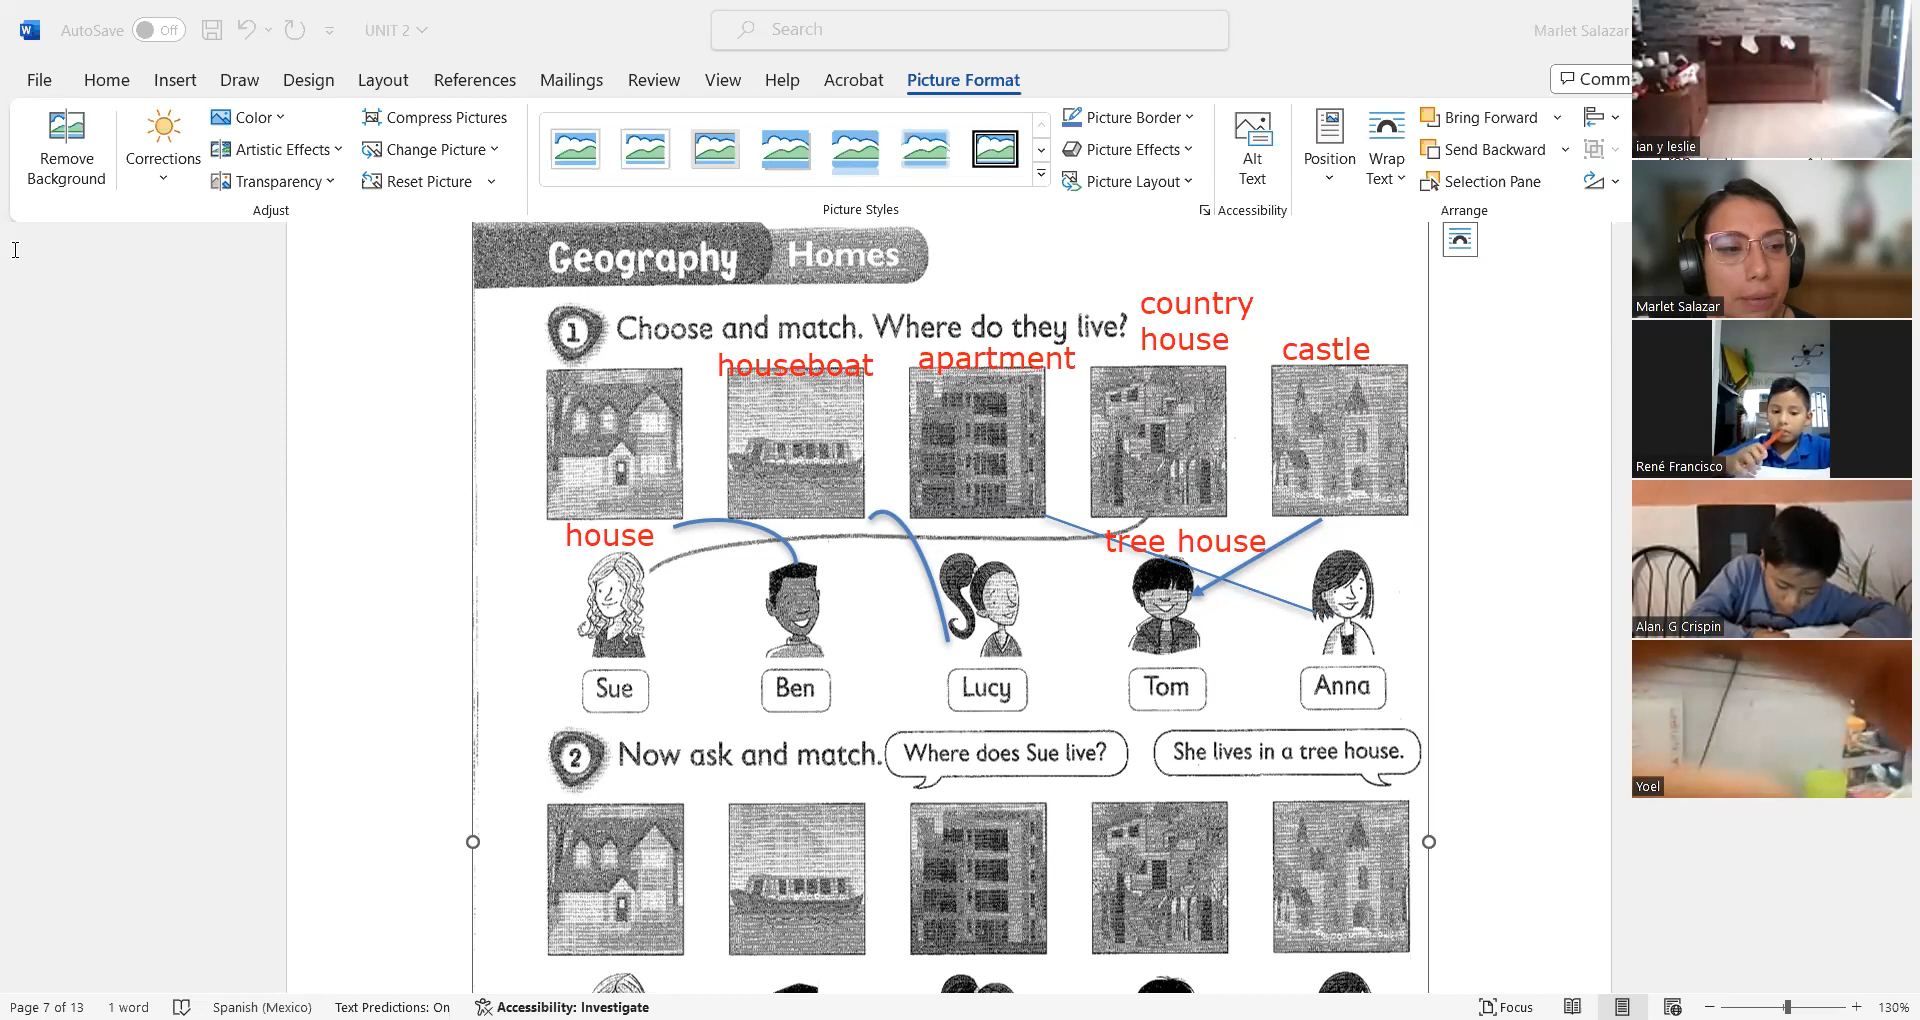 AutoSave Off UNIT 2 Search Marlet Salazar
File Home Insert Draw Design Layout References Mailings Review View Help Acrobat Picture Format Comm
Remove Background
Corrections
Color
Artistic Effects
Transparency
Compress Pictures
Change Picture
Reset Picture
Adjust
Picture Styles
Picture Border
Picture Effects
Picture Layout
Alt Text
Accessibility
Position
Wrap Text
Bring Forward
Send Backward
Selection Pane
Arrange
Geography Homes
1 Choose and match. Where do they live?
houseboat
apartment
country
house
castle
house
tree house
Sue Ben Lucy Tom Anna
2 Now ask and match. Where does Sue live? She lives in a tree house.
ian y leslie
Marlet Salazar
René Francisco
Alan. G Crispin
Yoel
Page 7 of 13 1 word Spanish (Mexico) Text Predictions: On Accessibility: Investigate Focus 130%